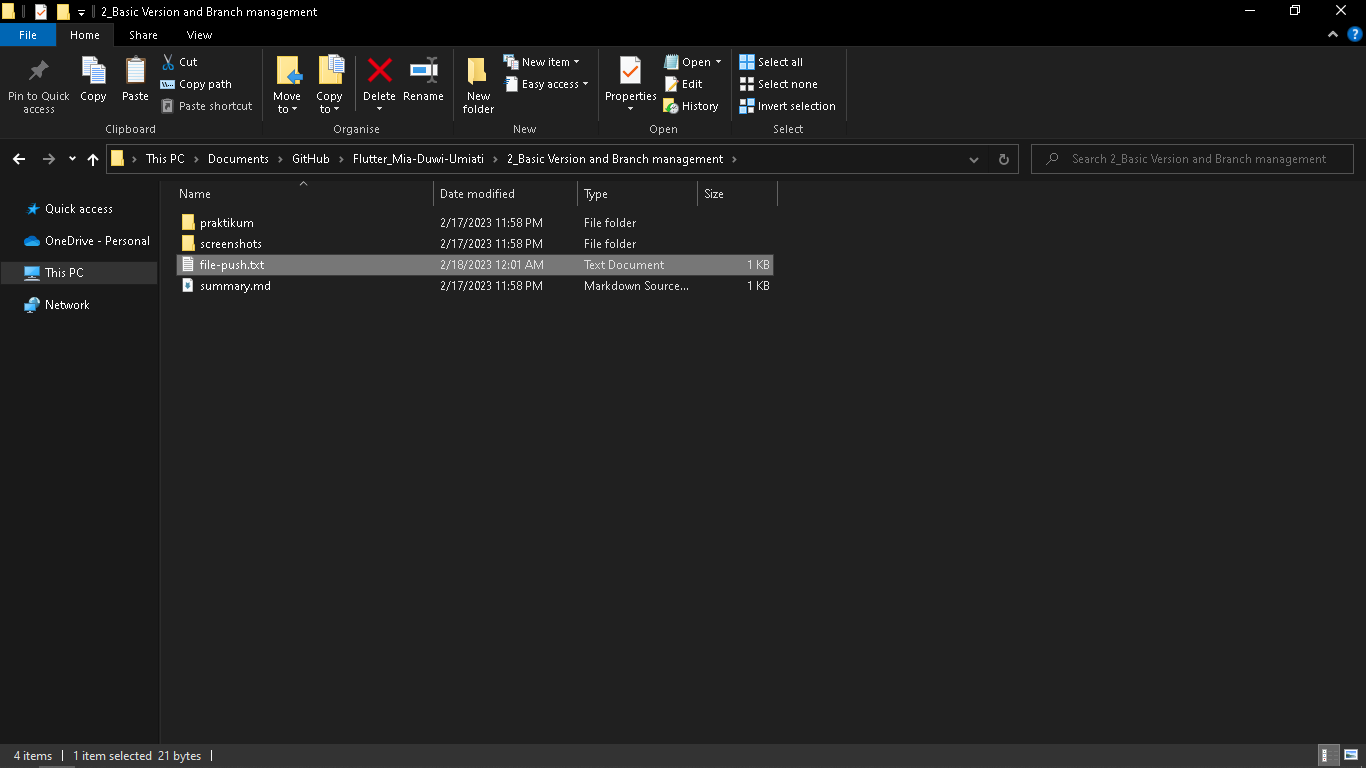 2_Basic Version and Branch management
File Home Share View
Pin to Quick access
Copy
Paste
Cut
Copy path
Paste shortcut
Clipboard
Move to
Copy to
Delete
Rename
Organise
New folder
New item
Easy access
New
Properties
Open
Edit
History
Open
Select all
Select none
Invert selection
Select
This PC > Documents > GitHub > Flutter_Mia-Duwi-Umiati > 2_Basic Version and Branch management >
Search 2_Basic Version and Branch management
Quick access
OneDrive - Personal
This PC
Network
Name Date modified Type Size
praktikum 2/17/2023 11:58 PM File folder
screenshots 2/17/2023 11:58 PM File folder
file-push.txt 2/18/2023 12:01 AM Text Document 1 KB
summary.md 2/17/2023 11:58 PM Markdown Source... 1 KB
4 items | 1 item selected 21 bytes |